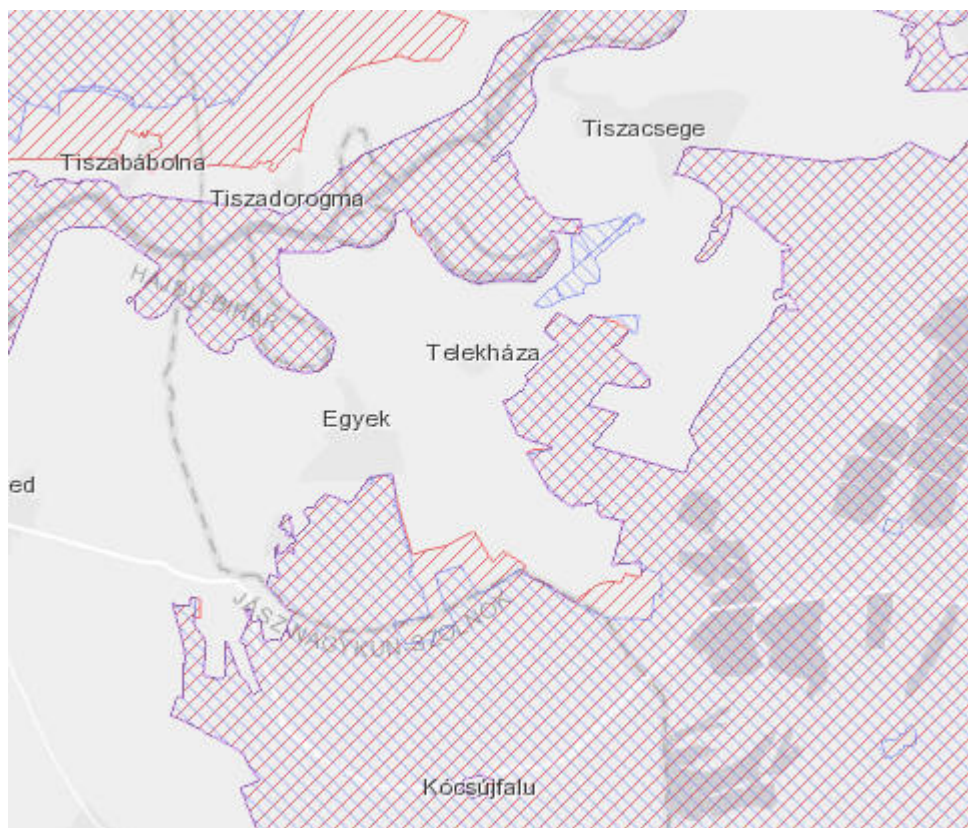 Tiszacsege
Tiszabábolna
Tiszadorogma
HAJDÚ-BIHAR
Telekháza
Egyek
ed
JÁSZ-NAGYKUN-SZOLNOK
Kócsújfalu